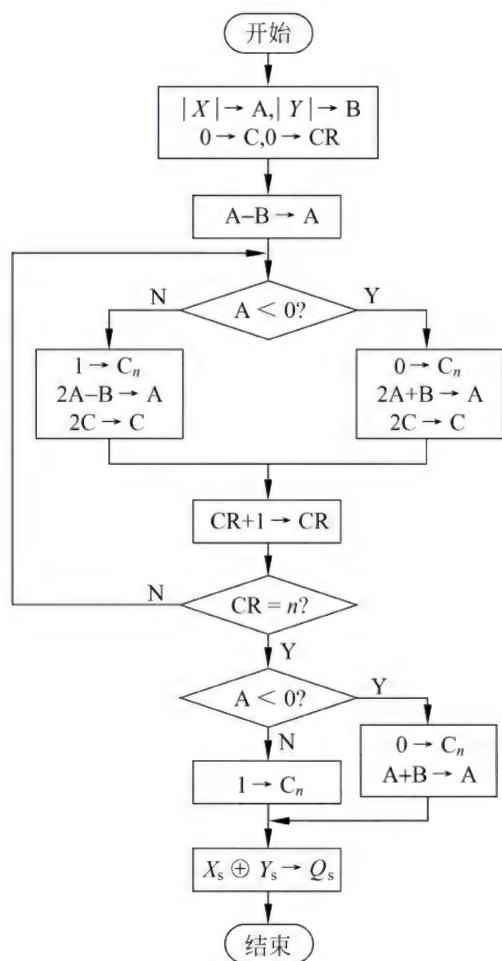 开始
|X|→A,|Y|→B
0→C,0→CR
A−B→A
A<0?
N
Y
1→Cₙ
2A−B→A
2C→C
0→Cₙ
2A+B→A
2C→C
CR+1→CR
N
CR=n?
Y
A<0?
Y
N
0→Cₙ
A+B→A
1→Cₙ
Xₛ⊕Yₛ→Qₛ
结束